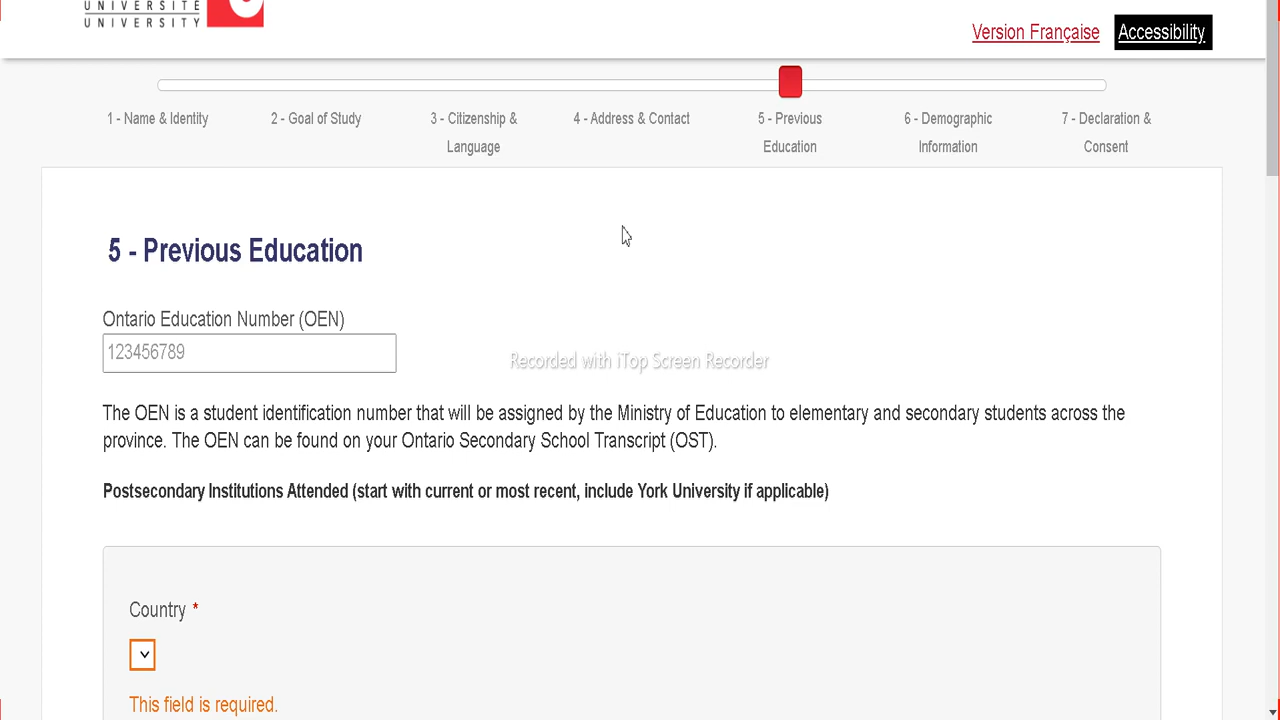 UNIVERSITÉ
UNIVERSITY
Version Française
Accessibility
1 - Name & Identity
2 - Goal of Study
3 - Citizenship &
Language
4 - Address & Contact
5 - Previous
Education
6 - Demographic
Information
7 - Declaration &
Consent
5 - Previous Education
Ontario Education Number (OEN)
123456789
Recorded with iTop Screen Recorder
The OEN is a student identification number that will be assigned by the Ministry of Education to elementary and secondary students across the
province. The OEN can be found on your Ontario Secondary School Transcript (OST).
Postsecondary Institutions Attended (start with current or most recent, include York University if applicable)
Country *
This field is required.